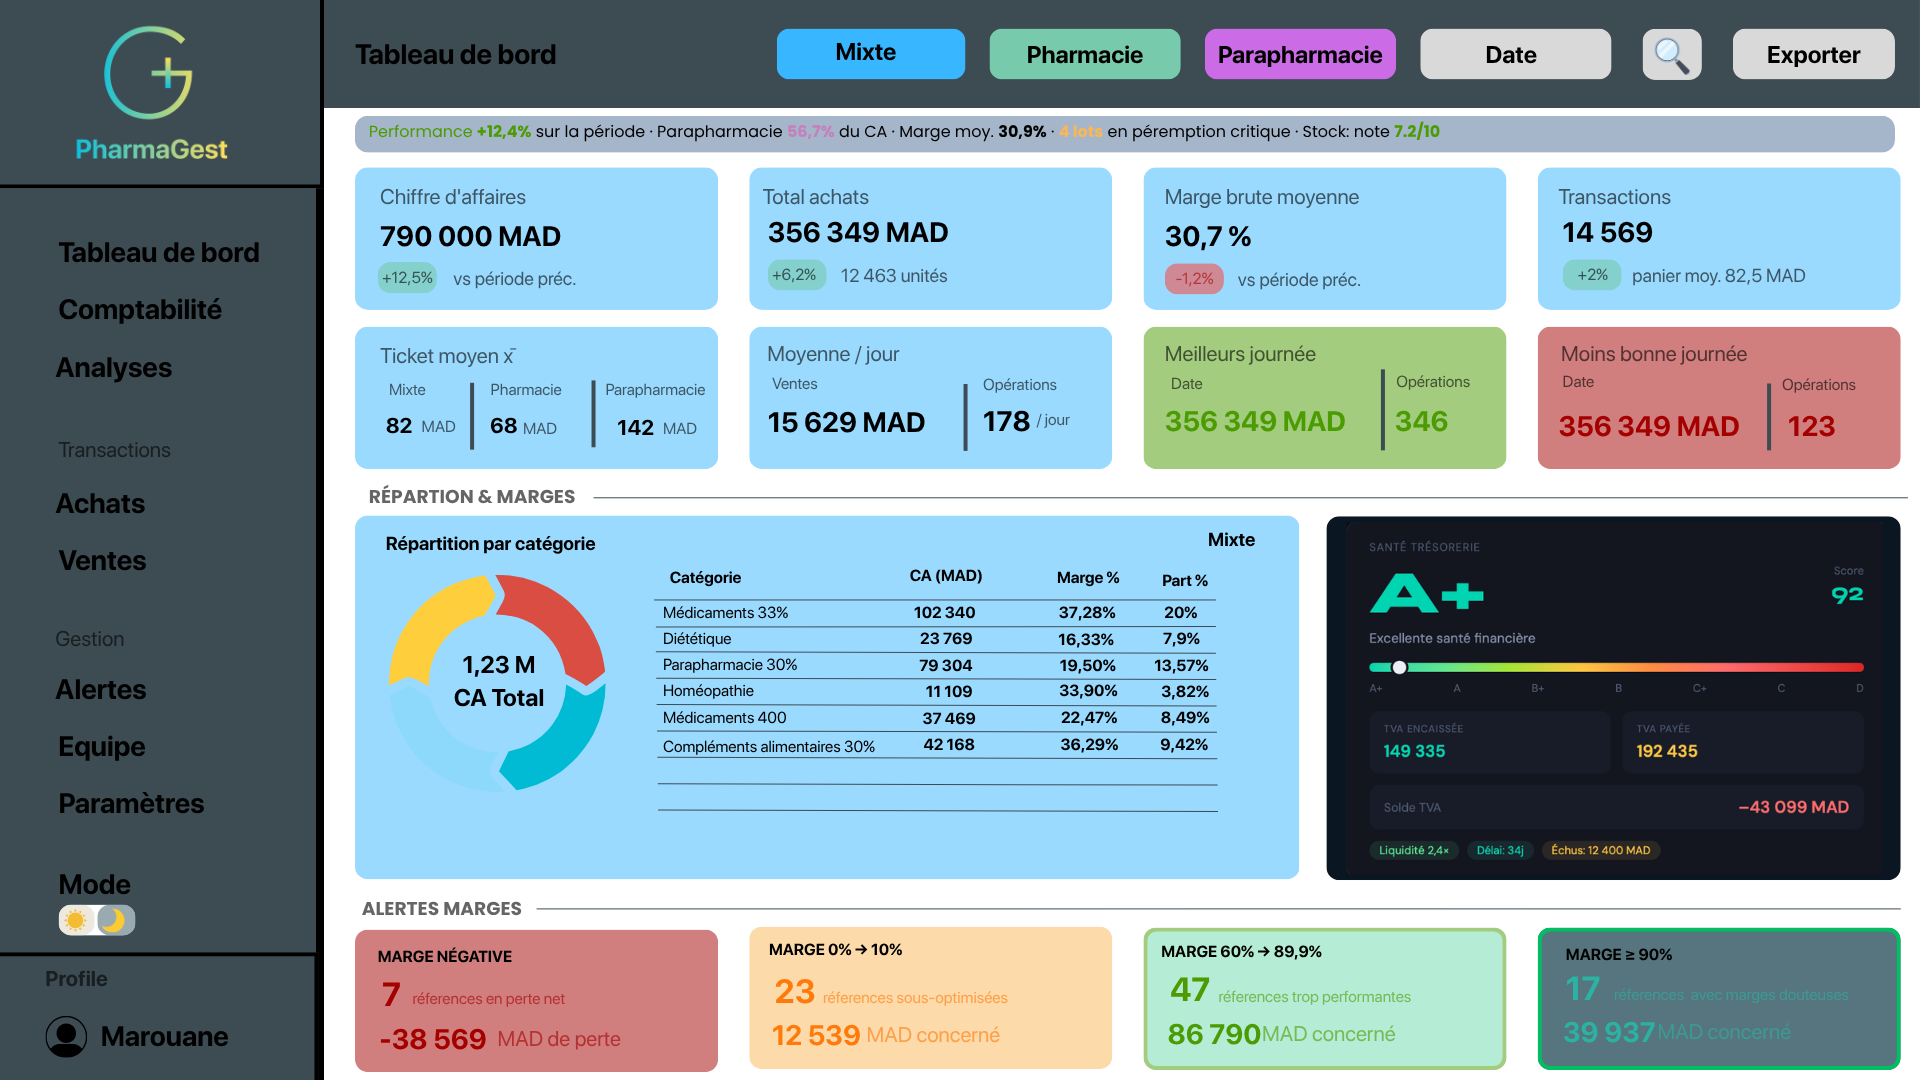 PharmaGest
Tableau de bord
Comptabilité
Analyses
Transactions
Achats
Ventes
Gestion
Alertes
Equipe
Paramètres
Mode
Profile
Marouane
Tableau de bord
Mixte
Pharmacie
Parapharmacie
Date
Exporter
Performance +12,4% sur la période · Parapharmacie 56,7% du CA · Marge moy. 30,9% · 4 lots en péremption critique · Stock: note 7.2/10
Chiffre d'affaires
790 000 MAD
+12,5% vs période préc.
Total achats
356 349 MAD
+6,2% 12 463 unités
Marge brute moyenne
30,7 %
-1,2% vs période préc.
Transactions
14 569
+2% panier moy. 82,5 MAD
Ticket moyen x̄
Mixte Pharmacie Parapharmacie
82 MAD 68 MAD 142 MAD
Moyenne / jour
Ventes Opérations
15 629 MAD 178 / jour
Meilleurs journée
Date Opérations
356 349 MAD 346
Moins bonne journée
Date Opérations
356 349 MAD 123
RÉPARTION & MARGES
Répartition par catégorie
Mixte
1,23 M
CA Total
Catégorie CA (MAD) Marge % Part %
Médicaments 33% 102 340 37,28% 20%
Diététique 23 769 16,33% 7,9%
Parapharmacie 30% 79 304 19,50% 13,57%
Homéopathie 11 109 33,90% 3,82%
Médicaments 400 37 469 22,47% 8,49%
Compléments alimentaires 30% 42 168 36,29% 9,42%
SANTÉ TRÉSORERIE
A+
Score
92
Excellente santé financière
A+ A B+ B C+ C D
TVA ENCAISSÉE
149 335
TVA PAYÉE
192 435
Solde TVA −43 099 MAD
Liquidité 2,4× Délai: 34j Échus: 12 400 MAD
ALERTES MARGES
MARGE NÉGATIVE
7 réferences en perte net
-38 569 MAD de perte
MARGE 0% → 10%
23 réferences sous-optimisées
12 539 MAD concerné
MARGE 60% → 89,9%
47 réferences trop performantes
86 790 MAD concerné
MARGE ≥ 90%
17 réferences avec marges douteuses
39 937 MAD concerné